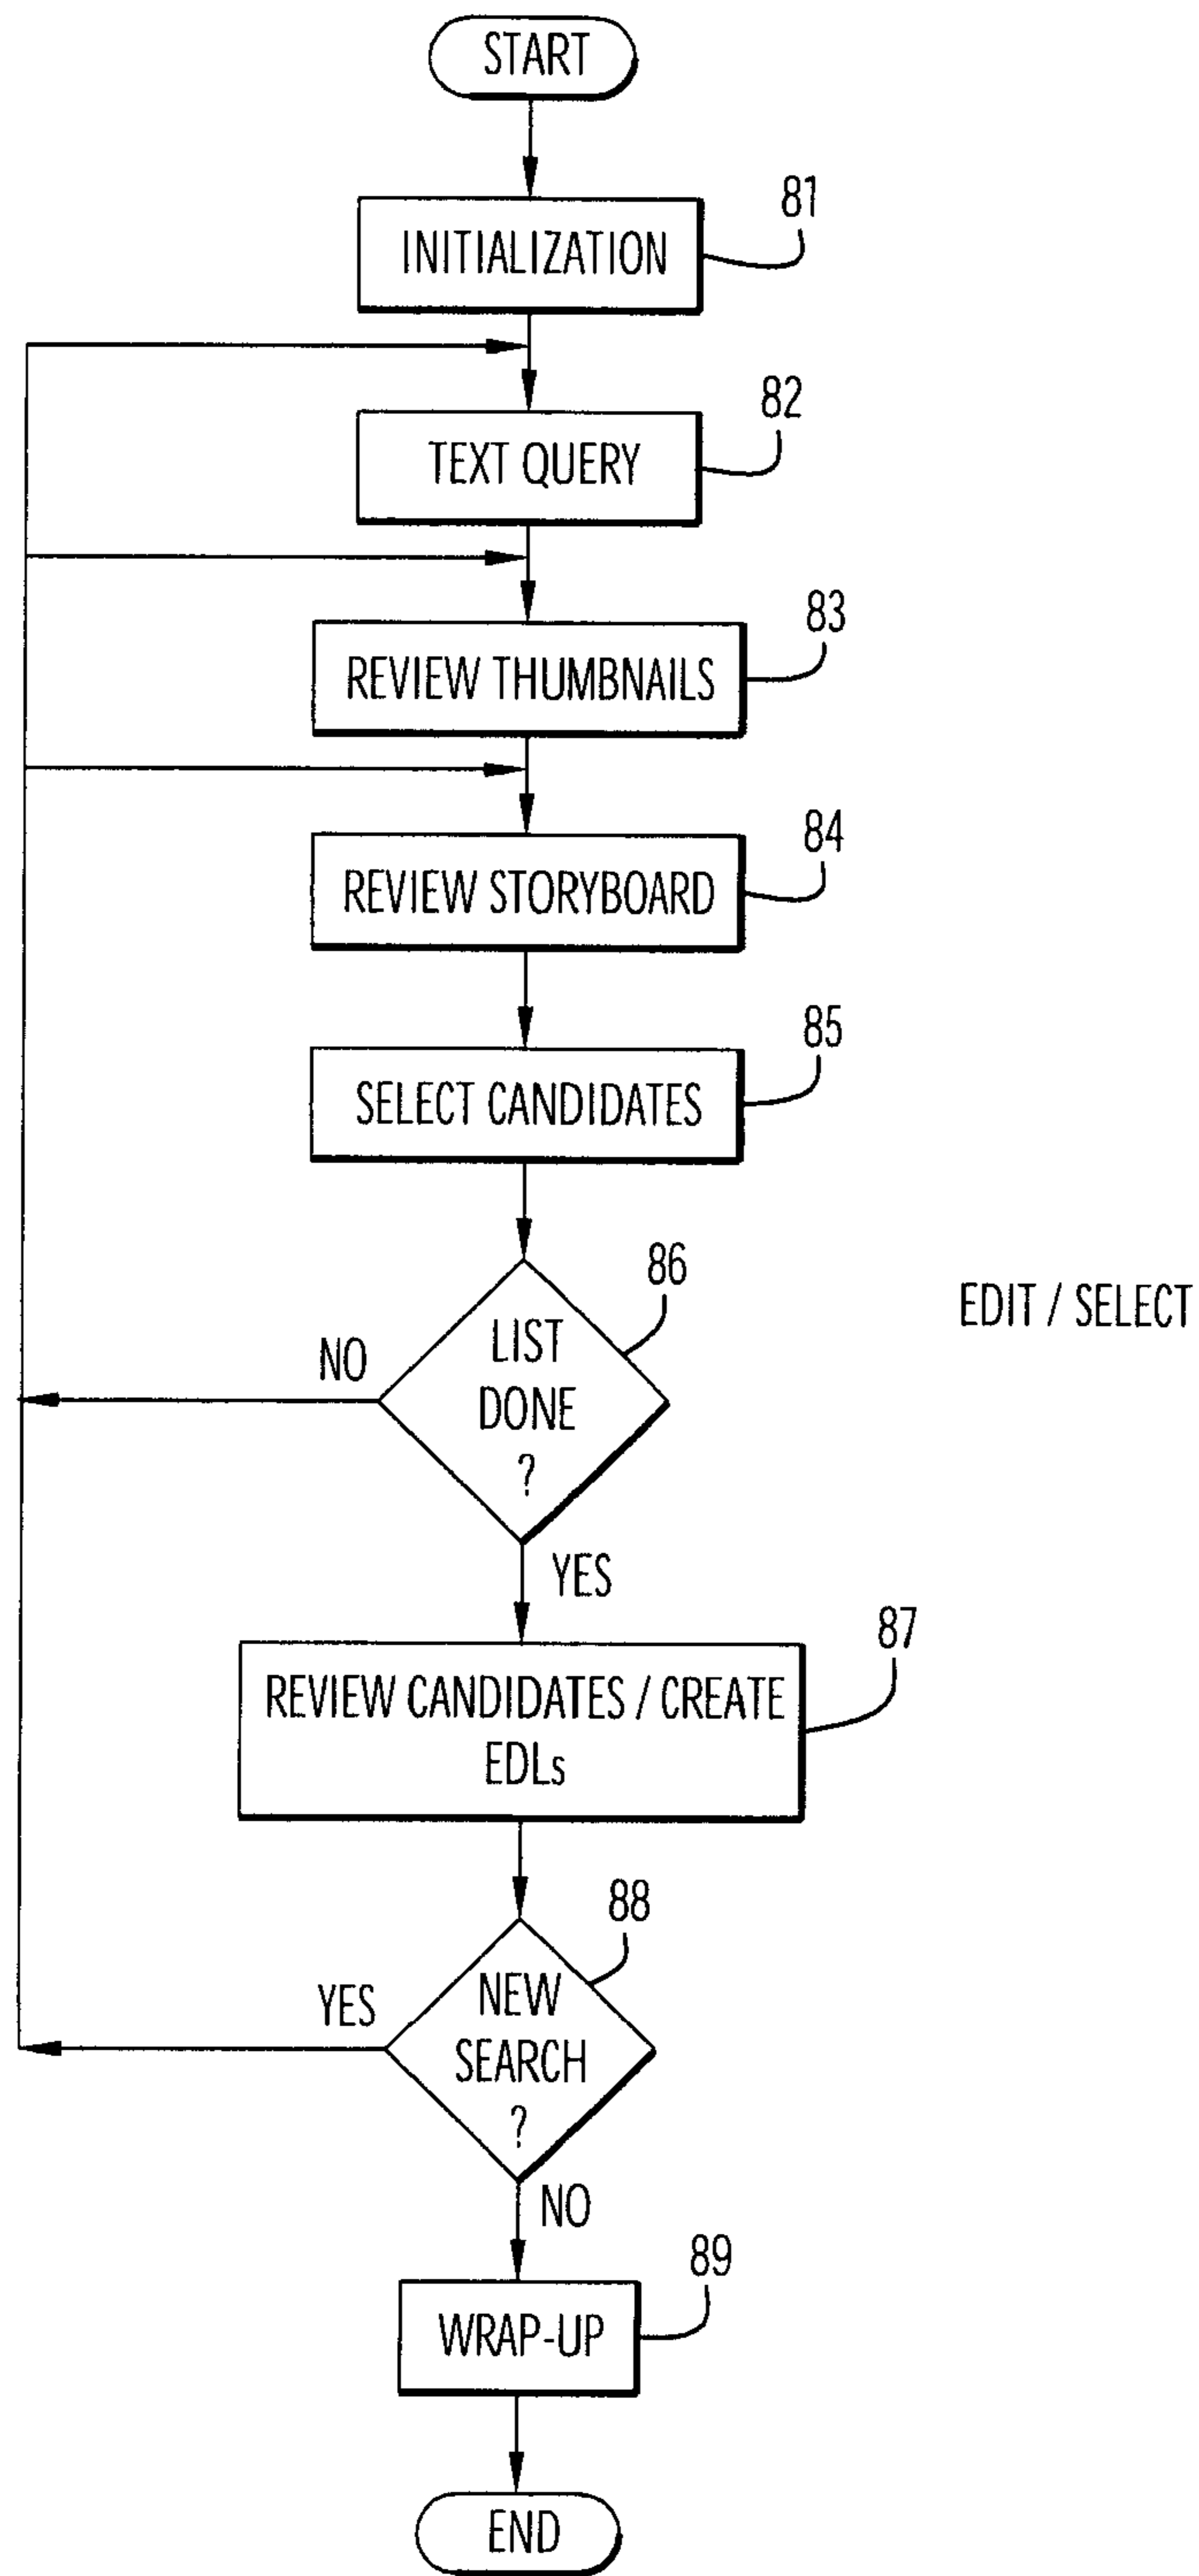 START
81
INITIALIZATION
82
TEXT QUERY
83
REVIEW THUMBNAILS
84
REVIEW STORYBOARD
85
SELECT CANDIDATES
86
LIST
DONE
?
NO
EDIT / SELECT
YES
87
REVIEW CANDIDATES / CREATE
EDLs
88
NEW
SEARCH
?
YES
NO
89
WRAP-UP
END